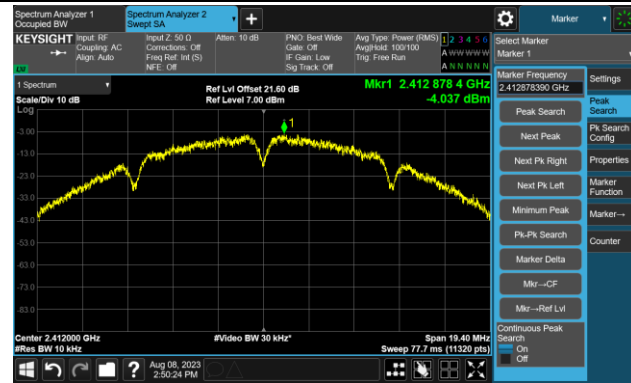 Spectrum Analyzer 1
Occupied BW
Spectrum Analyzer 2
Swept SA
+
Marker
KEYSIGHT
Input: RF
Coupling: AC
Align: Auto
Input Z: 50 Ω
Corrections: Off
Freq Ref: Int (S)
NFE: Off
Atten: 10 dB
PNO: Best Wide
Gate: Off
IF Gain: Low
Sig Track: Off
Avg Type: Power (RMS)
Avg|Hold: 100/100
Trig: Free Run
1 2 3 4 5 6
A W W W W W
A N N N N N
Select Marker
Marker 1
LXI
1 Spectrum
Scale/Div 10 dB
Log
Ref Lvl Offset 21.60 dB
Ref Level 7.00 dBm
Mkr1 2.412 878 4 GHz
-4.037 dBm
1
-3.00
-13.0
-23.0
-33.0
-43.0
-53.0
-63.0
-73.0
-83.0
Center 2.412000 GHz
#Res BW 10 kHz
#Video BW 30 kHz*
Span 19.40 MHz
Sweep 77.7 ms (11320 pts)
Marker Frequency
2.412878390 GHz
Peak Search
Next Peak
Next Pk Right
Next Pk Left
Minimum Peak
Pk-Pk Search
Marker Delta
Mkr→CF
Mkr→Ref Lvl
Continuous Peak
Search
On
Off
Settings
Peak
Search
Pk Search
Config
Properties
Marker
Function
Marker→
Counter
?
Aug 08, 2023
2:50:24 PM